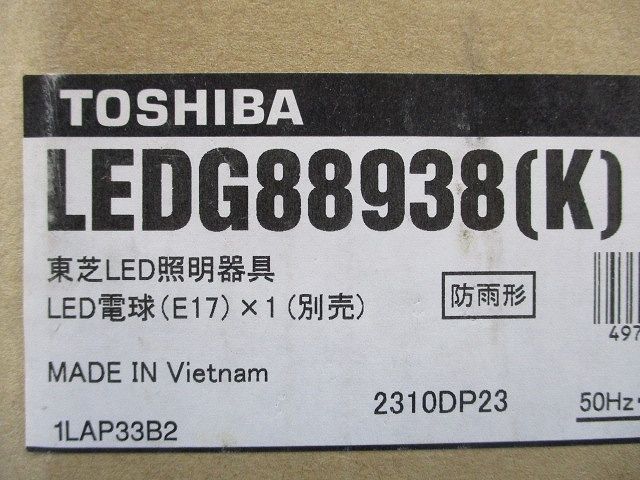 TOSHIBA
LEDG88938(K)
東芝LED照明器具
LED電球(E17)×1(別売)
防雨形
497
MADE IN Vietnam
2310DP23
50Hz
1LAP33B2